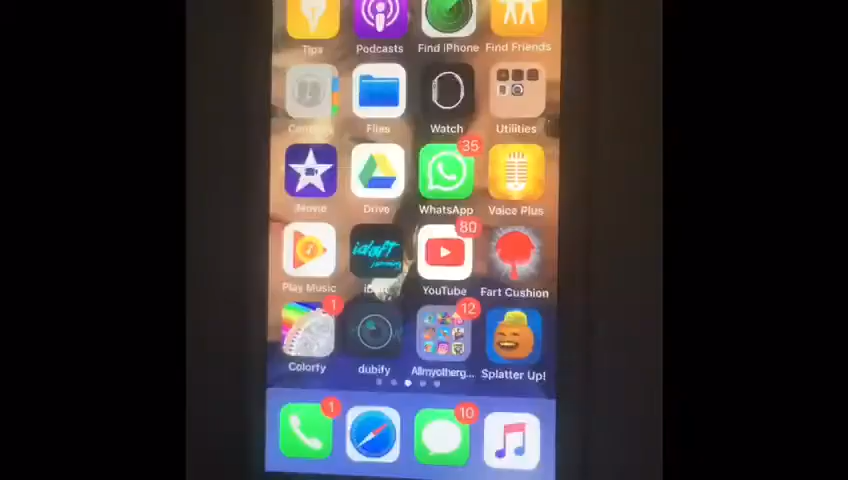 Tips Podcasts Find iPhone Find Friends
Files Watch Utilities
35
iMovie Drive WhatsApp Voice Plus
80
Play Music YouTube Fart Cushion
1 12
Colorfy dubify Allmyotherg... Splatter Up!
1 10